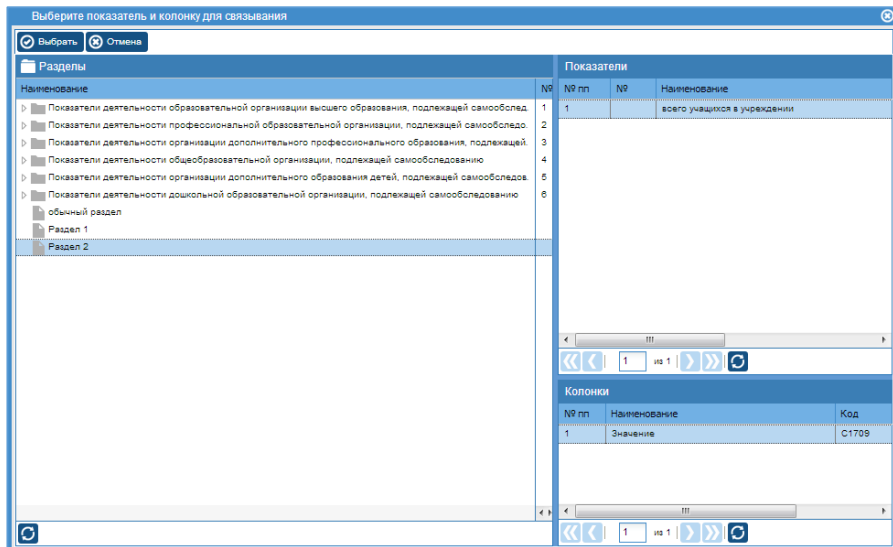 Выберите показатель и колонку для связывания
Выбрать Отмена
Разделы
Наименование №
Показатели деятельности образовательной организации высшего образования, подлежащей самообслед. 1
Показатели деятельности профессиональной образовательной организации, подлежащей самообследо. 2
Показатели деятельности организации дополнительного профессионального образования, подлежащей. 3
Показатели деятельности общеобразовательной организации, подлежащей самообследованию 4
Показатели деятельности организации дополнительного образования детей, подлежащей самообследов. 5
Показатели деятельности дошкольной образовательной организации, подлежащей самообследованию 6
обычный раздел
Раздел 1
Раздел 2
Показатели
№ пп № Наименование
1 всего учащихся в учреждении
1 из 1
Колонки
№ пп Наименование Код
1 Значение C1709
1 из 1